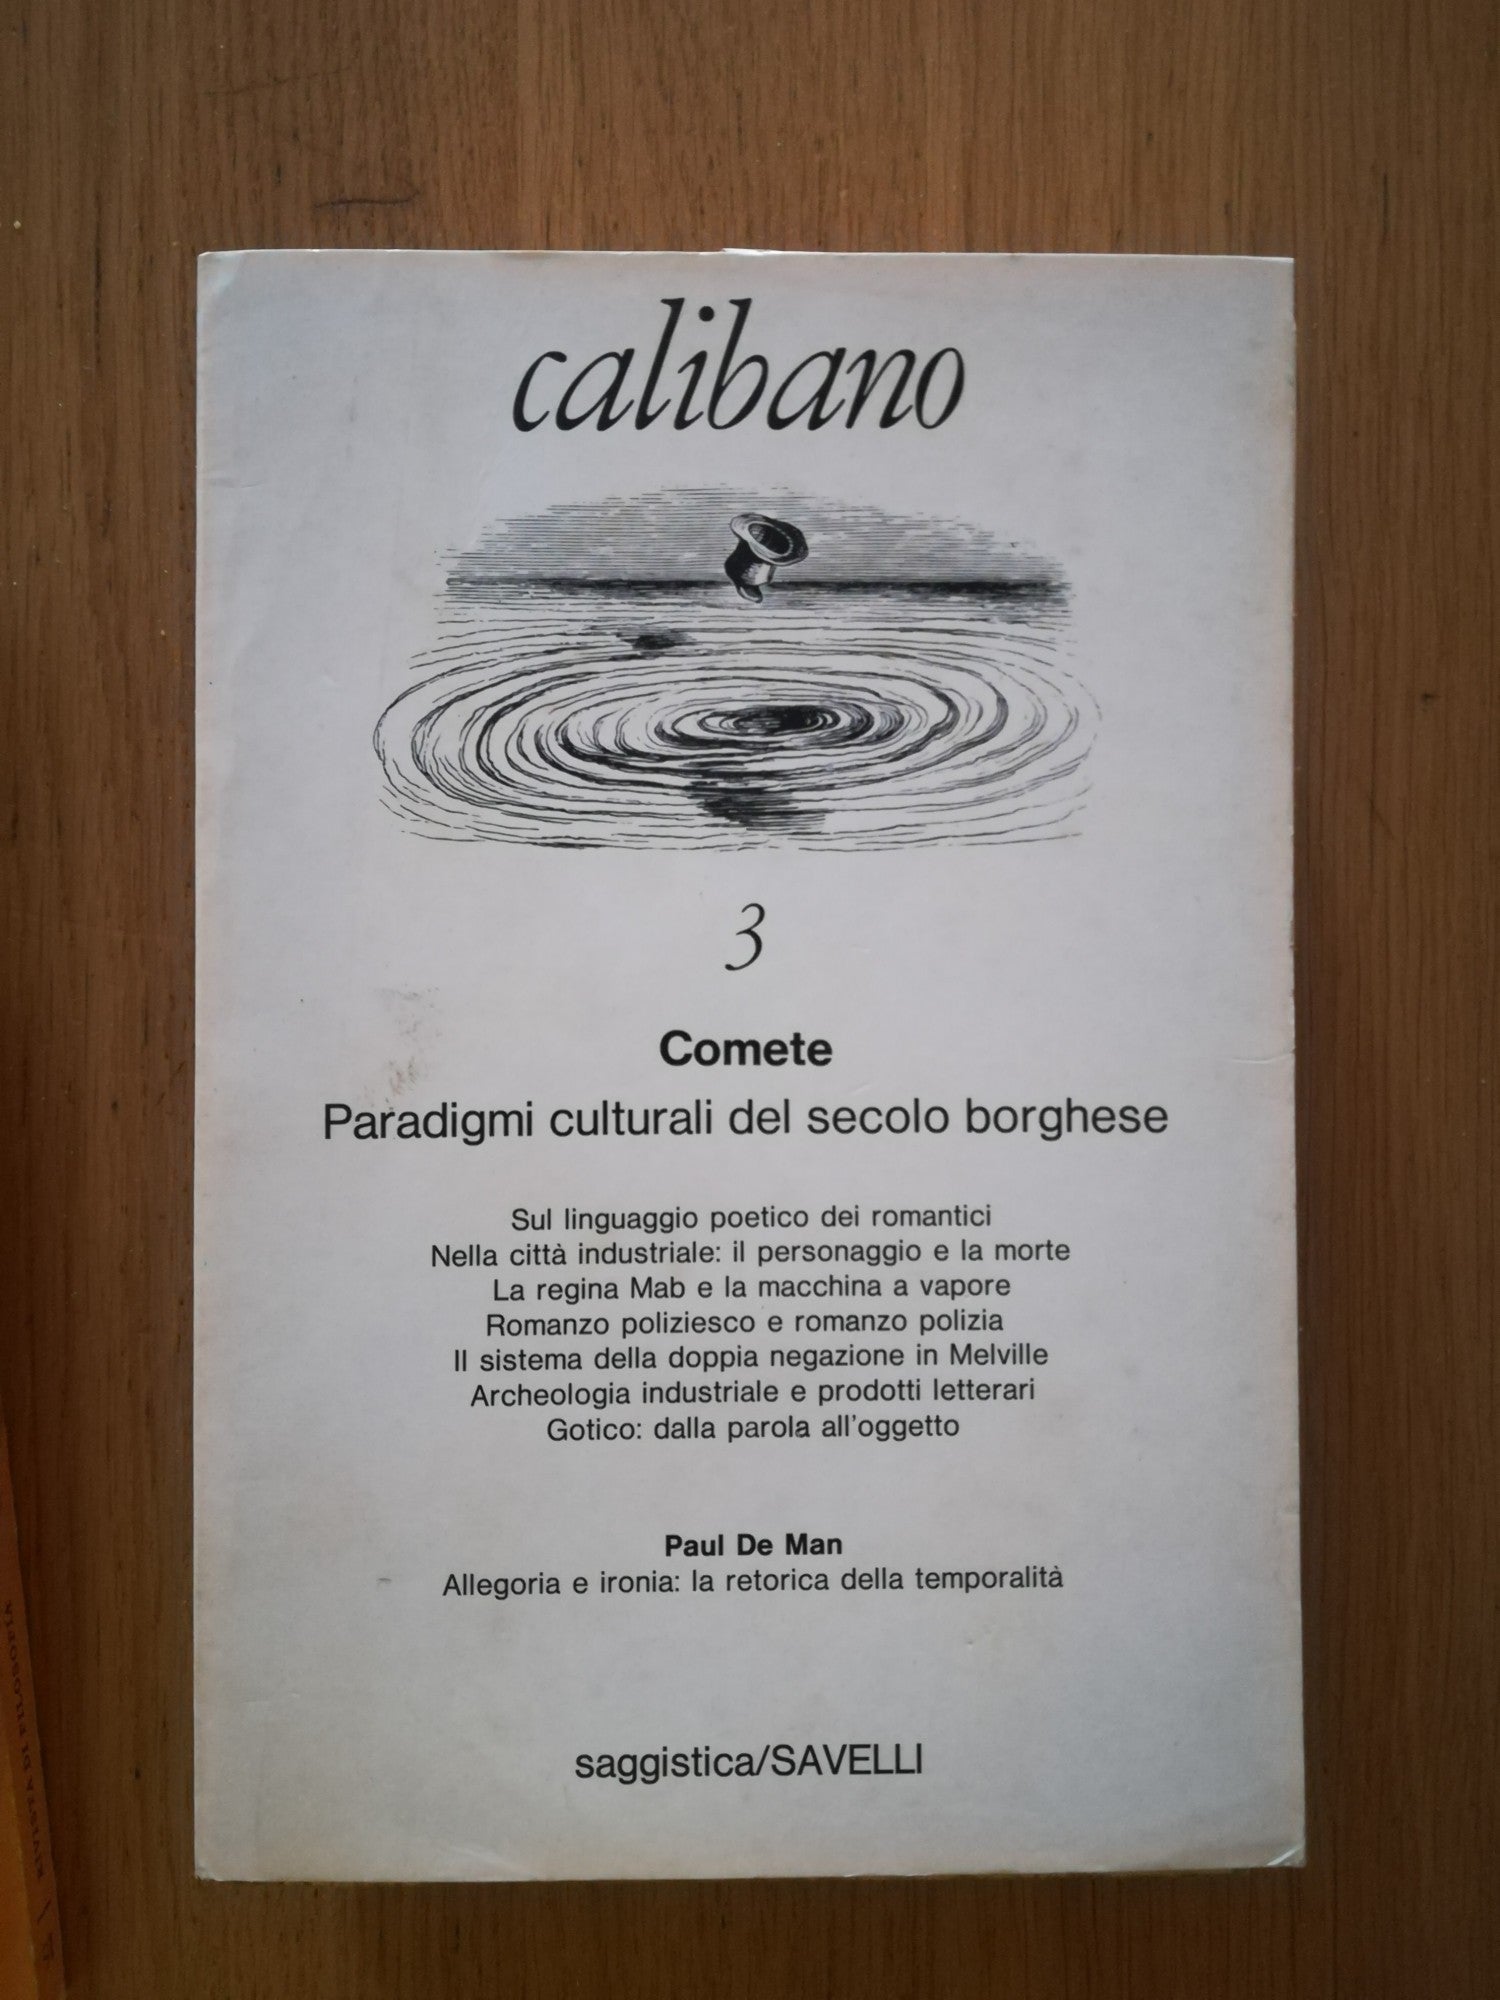 calibano
3
Comete
Paradigmi culturali del secolo borghese
Sul linguaggio poetico dei romantici
Nella città industriale: il personaggio e la morte
La regina Mab e la macchina a vapore
Romanzo poliziesco e romanzo polizia
Il sistema della doppia negazione in Melville
Archeologia industriale e prodotti letterari
Gotico: dalla parola all'oggetto
Paul De Man
Allegoria e ironia: la retorica della temporalità
saggistica/SAVELLI
RIVISTA DI FILOSOFIA